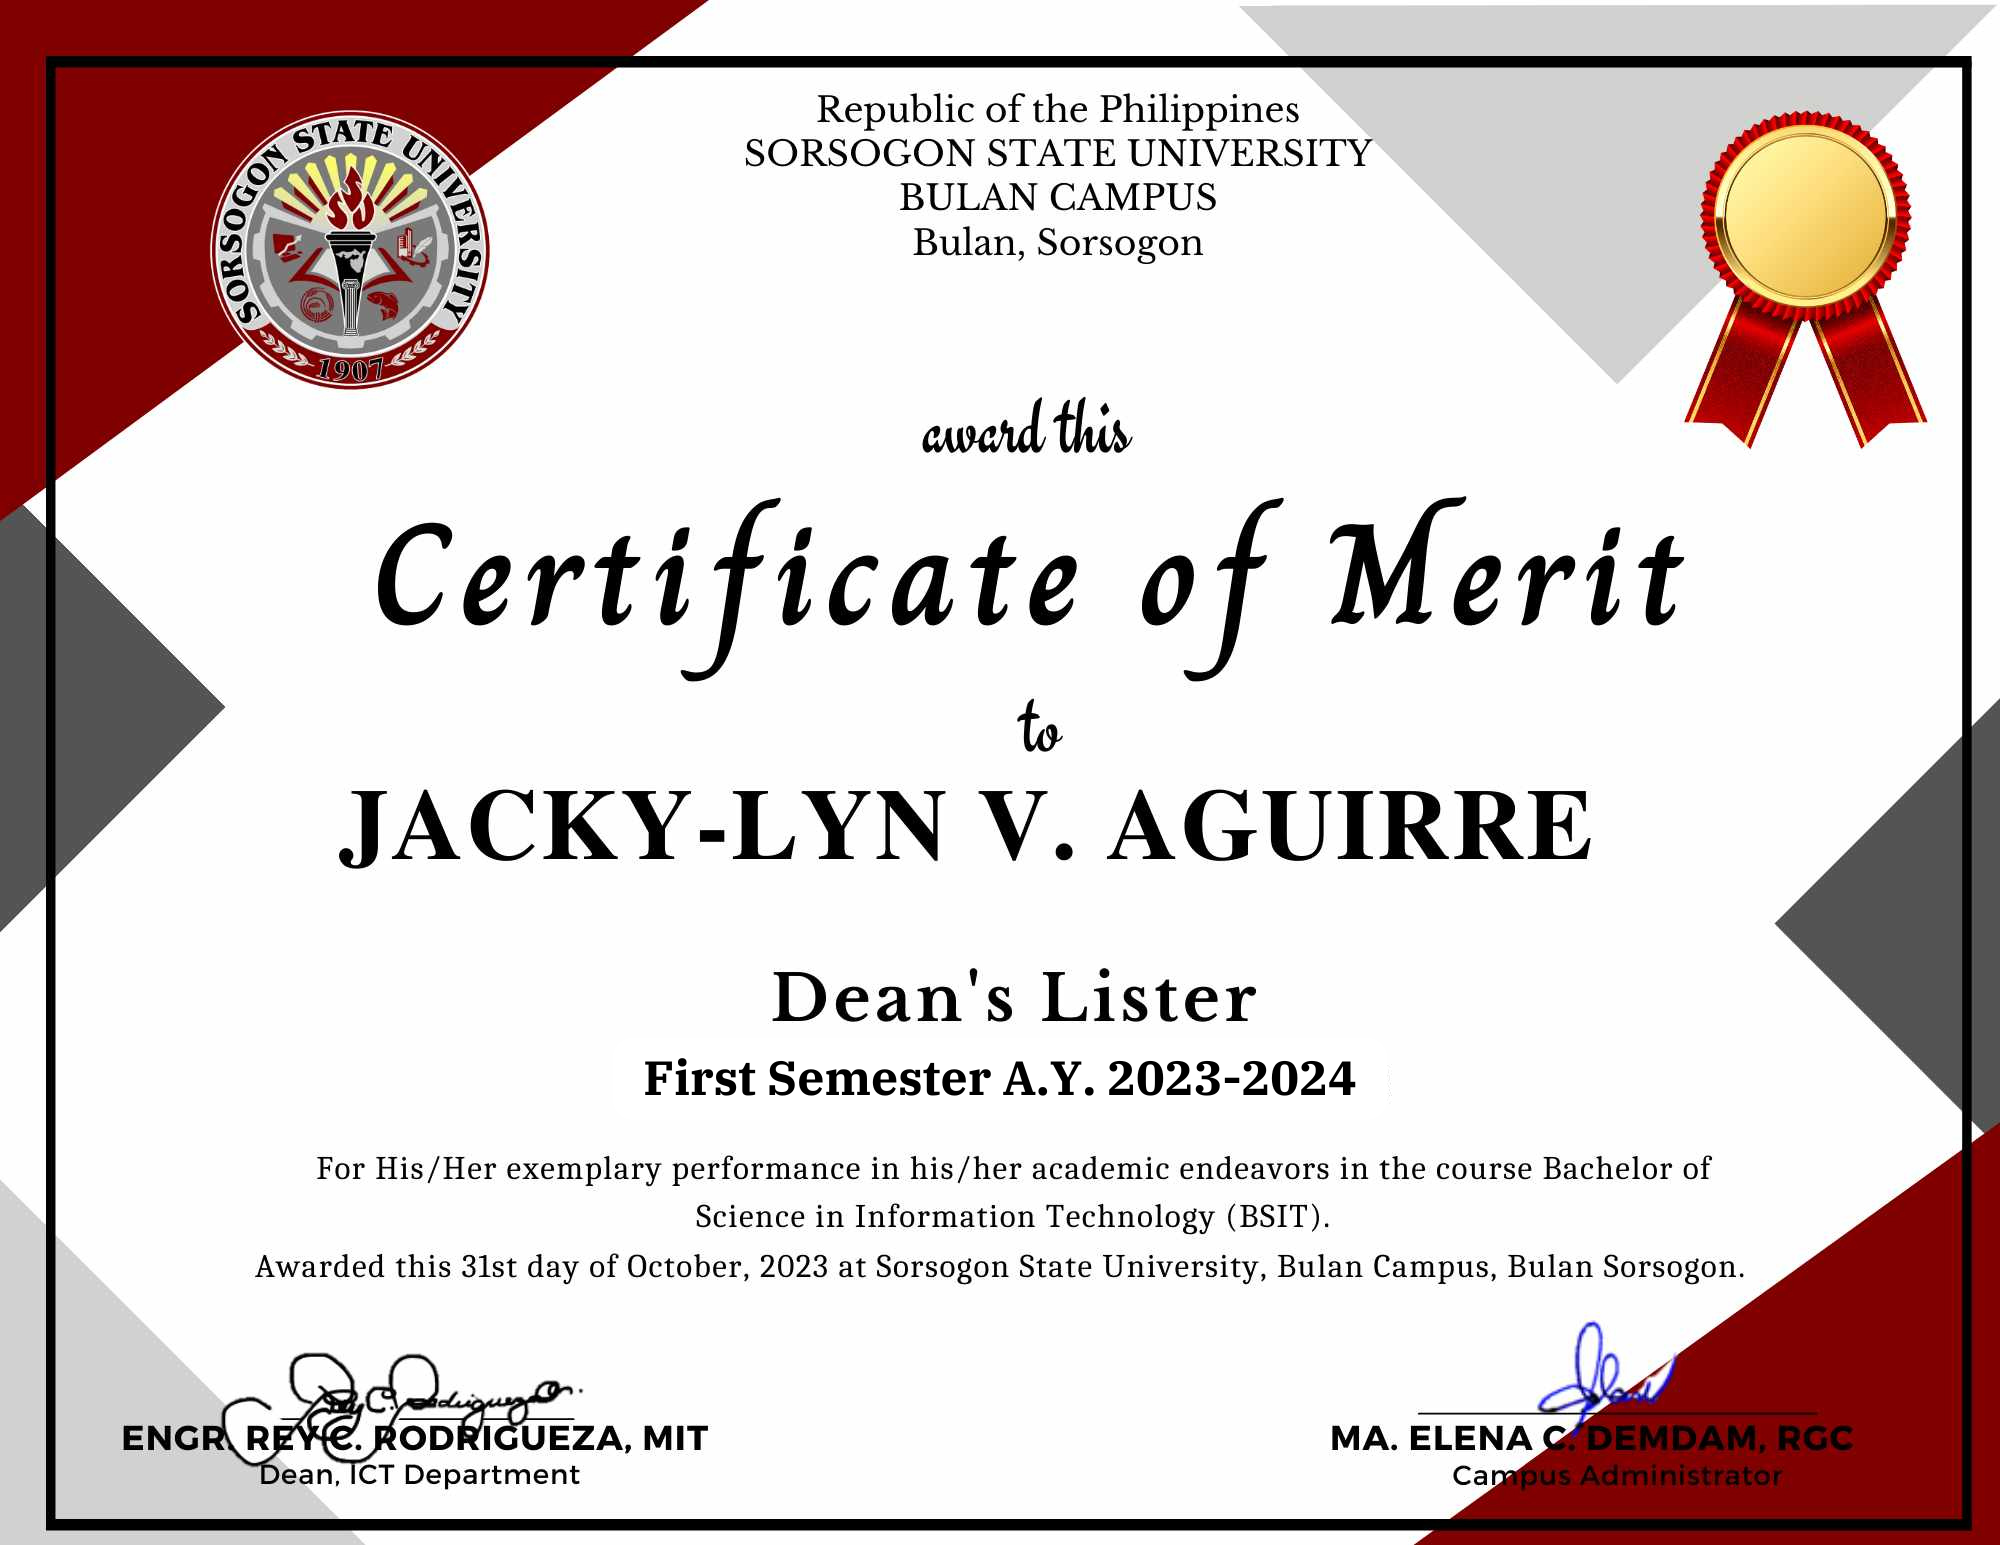 Republic of the Philippines
SORSOGON STATE UNIVERSITY
BULAN CAMPUS
Bulan, Sorsogon
SORSOGON STATE UNIVERSITY
1907
award this
Certificate of Merit
to
JACKY-LYN V. AGUIRRE
Dean's Lister
First Semester A.Y. 2023-2024
For His/Her exemplary performance in his/her academic endeavors in the course Bachelor of
Science in Information Technology (BSIT).
Awarded this 31st day of October, 2023 at Sorsogon State University, Bulan Campus, Bulan Sorsogon.
ENGR. REY C. RODRIGUEZA, MIT
Dean, ICT Department
MA. ELENA C. DEMDAM, RGC
Campus Administrator